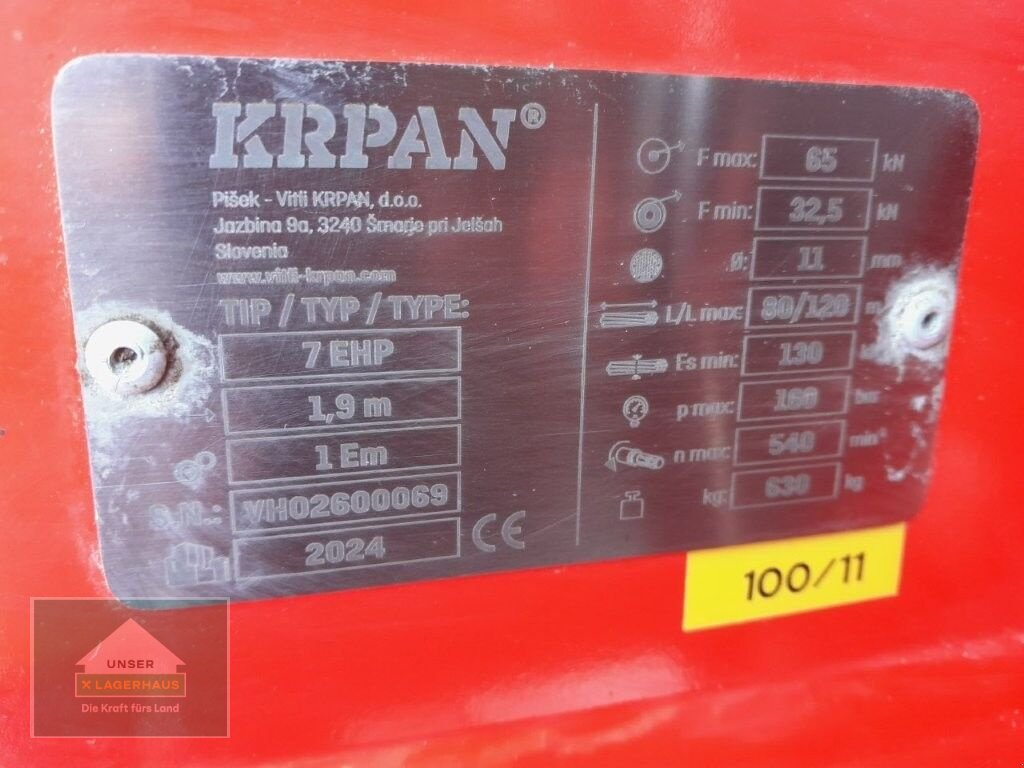 KRPAN®
Pišek - Vitli KRPAN, d.o.o.
Jazbina 9a, 3240 Šmarje pri Jelšah
Slovenia
www.vitli-krpan.com
TIP / TYP / TYPE:
7 EHP
1,9 m
1 Em
S.N.: VH02600069
2024 CE
F max: 65 kN
F min: 32,5 kN
Ø: 11 mm
L/L max: 80/120 m
Fs min: 130
p max: 160 bar
n max: 540 min⁻¹
kg: 630 kg
100/11
UNSER
X LAGERHAUS
Die Kraft fürs Land